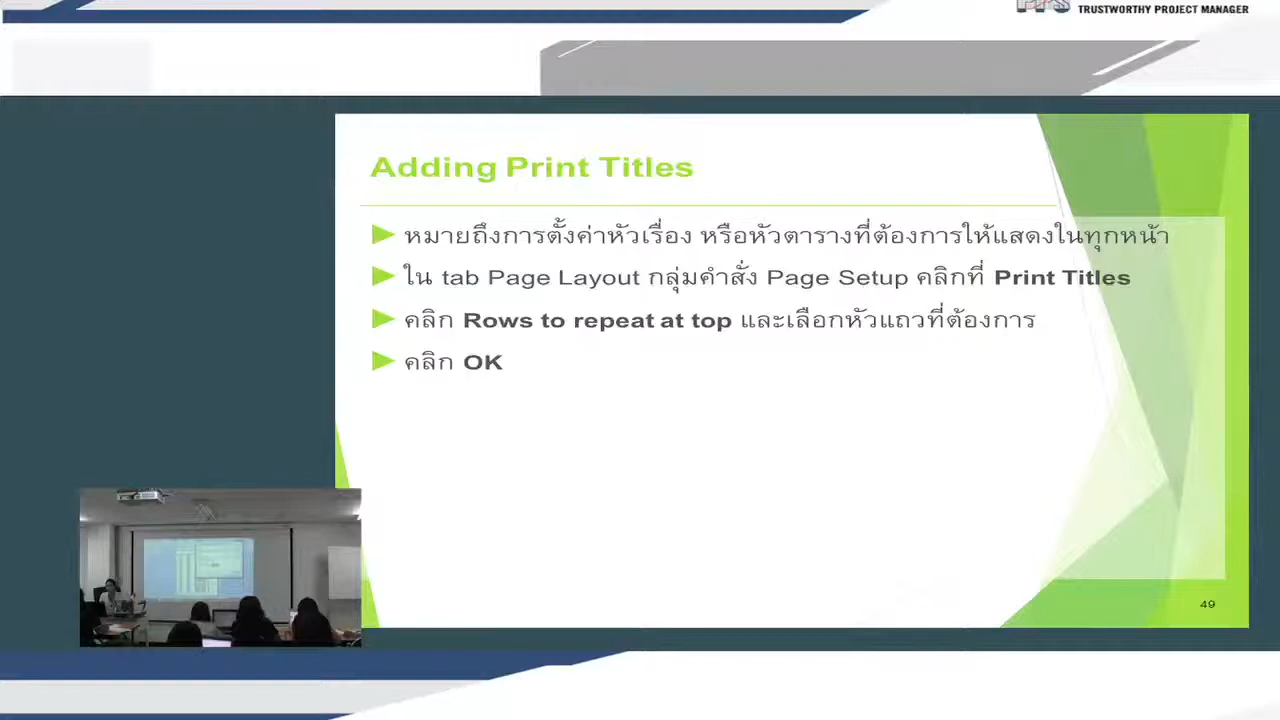 TRUSTWORTHY PROJECT MANAGER
Adding Print Titles
หมายถึงการตั้งค่าหัวเรื่อง หรือหัวตารางที่ต้องการให้แสดงในทุกหน้า
ใน tab Page Layout กลุ่มคำสั่ง Page Setup คลิกที่ Print Titles
คลิก Rows to repeat at top และเลือกหัวแถวที่ต้องการ
คลิก OK
49